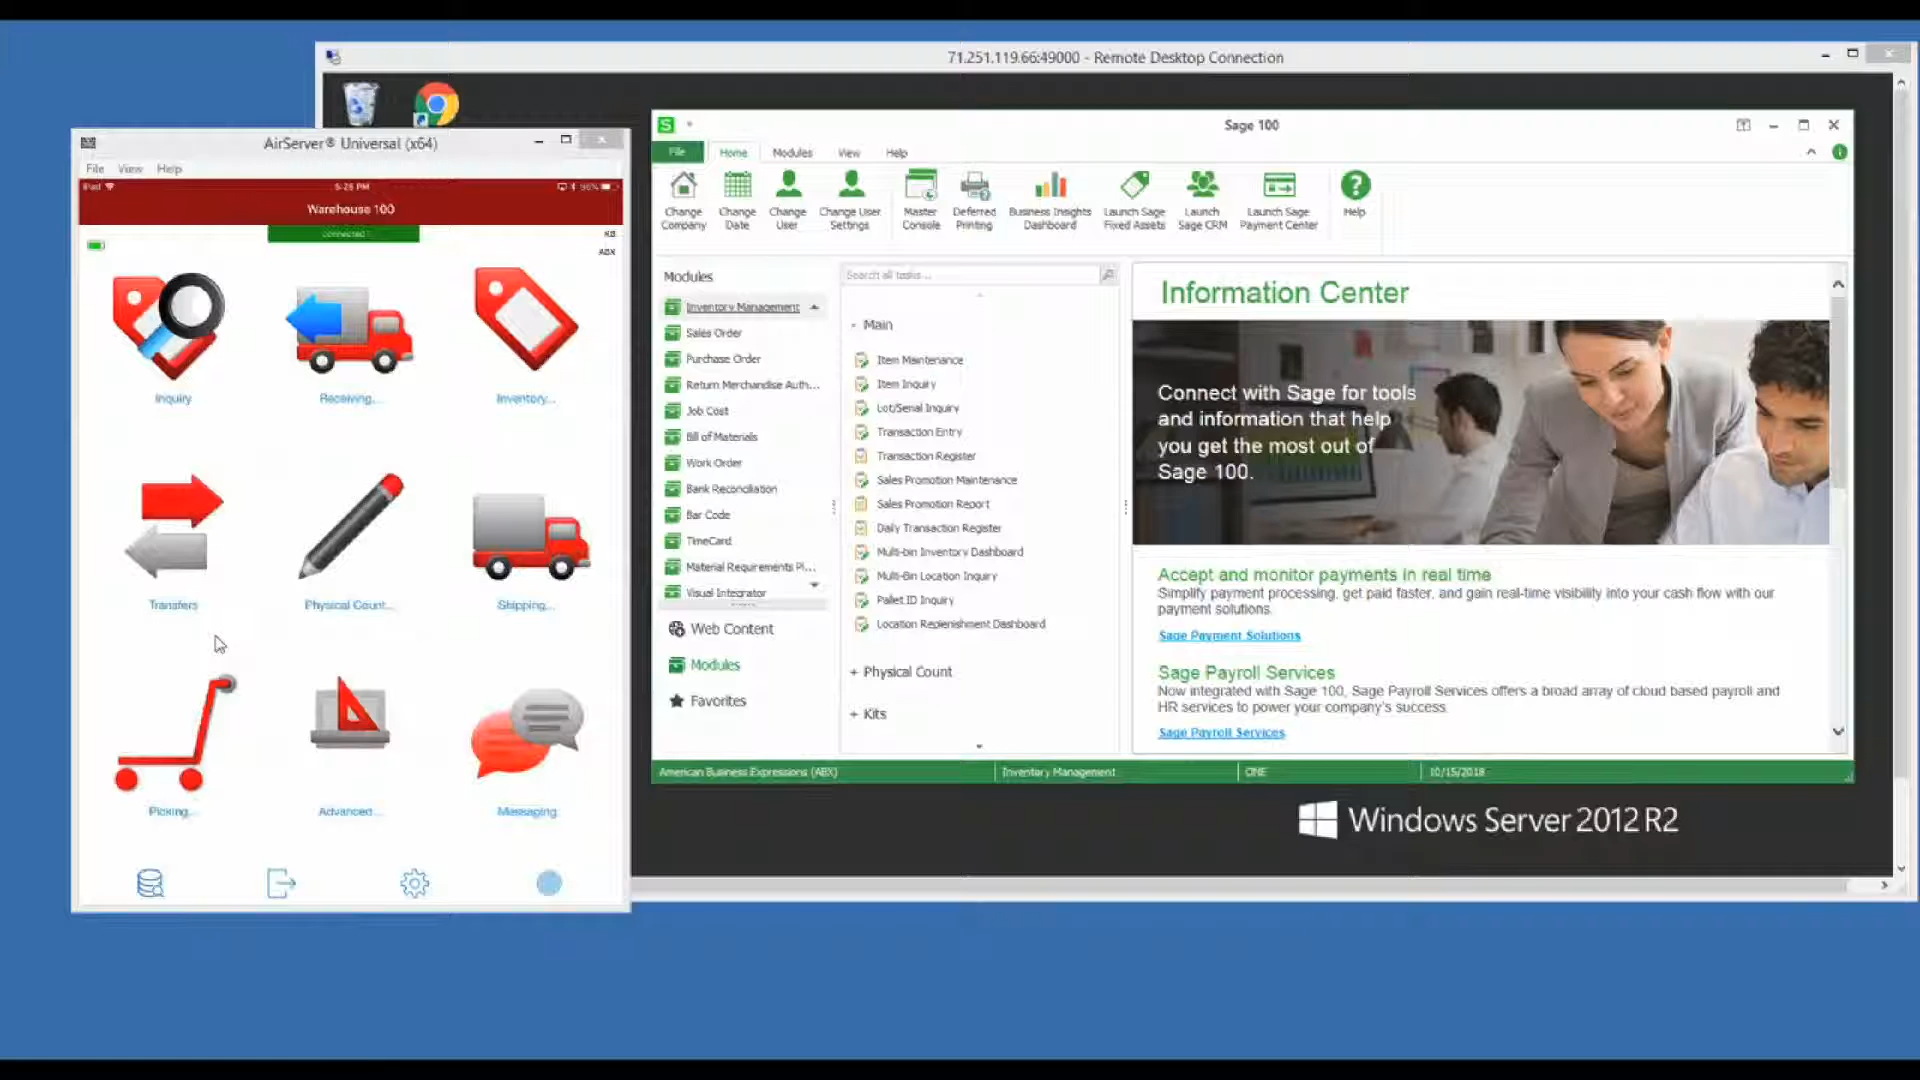 71.251.119.66:49000 - Remote Desktop Connection
AirServer® Universal (x64)
File View Help
iPad 5:25 PM 96%
Warehouse 100
connected
KB
ABX
Inquiry
Receiving...
Inventory...
Transfers
Physical Count...
Shipping...
Picking...
Advanced...
Messaging
Sage 100
File Home Modules View Help
Change Company
Change Date
Change User
Change User Settings
Master Console
Deferred Printing
Business Insights Dashboard
Launch Sage Fixed Assets
Launch Sage CRM
Launch Sage Payment Center
Help
Modules
Inventory Management
Sales Order
Purchase Order
Return Merchandise Auth...
Job Cost
Bill of Materials
Work Order
Bank Reconciliation
Bar Code
TimeCard
Material Requirements Pl...
Visual Integrator
Web Content
Modules
Favorites
Search all tasks...
- Main
Item Maintenance
Item Inquiry
Lot/Serial Inquiry
Transaction Entry
Transaction Register
Sales Promotion Maintenance
Sales Promotion Report
Daily Transaction Register
Multi-bin Inventory Dashboard
Multi-Bin Location Inquiry
Pallet ID Inquiry
Location Replenishment Dashboard
+ Physical Count
+ Kits
Information Center
Connect with Sage for tools
and information that help
you get the most out of
Sage 100.
Accept and monitor payments in real time
Simplify payment processing, get paid faster, and gain real-time visibility into your cash flow with our
payment solutions.
Sage Payment Solutions
Sage Payroll Services
Now integrated with Sage 100, Sage Payroll Services offers a broad array of cloud based payroll and
HR services to power your company's success.
Sage Payroll Services
American Business Expressions (ABX) Inventory Management ONE 10/15/2018
Windows Server 2012 R2